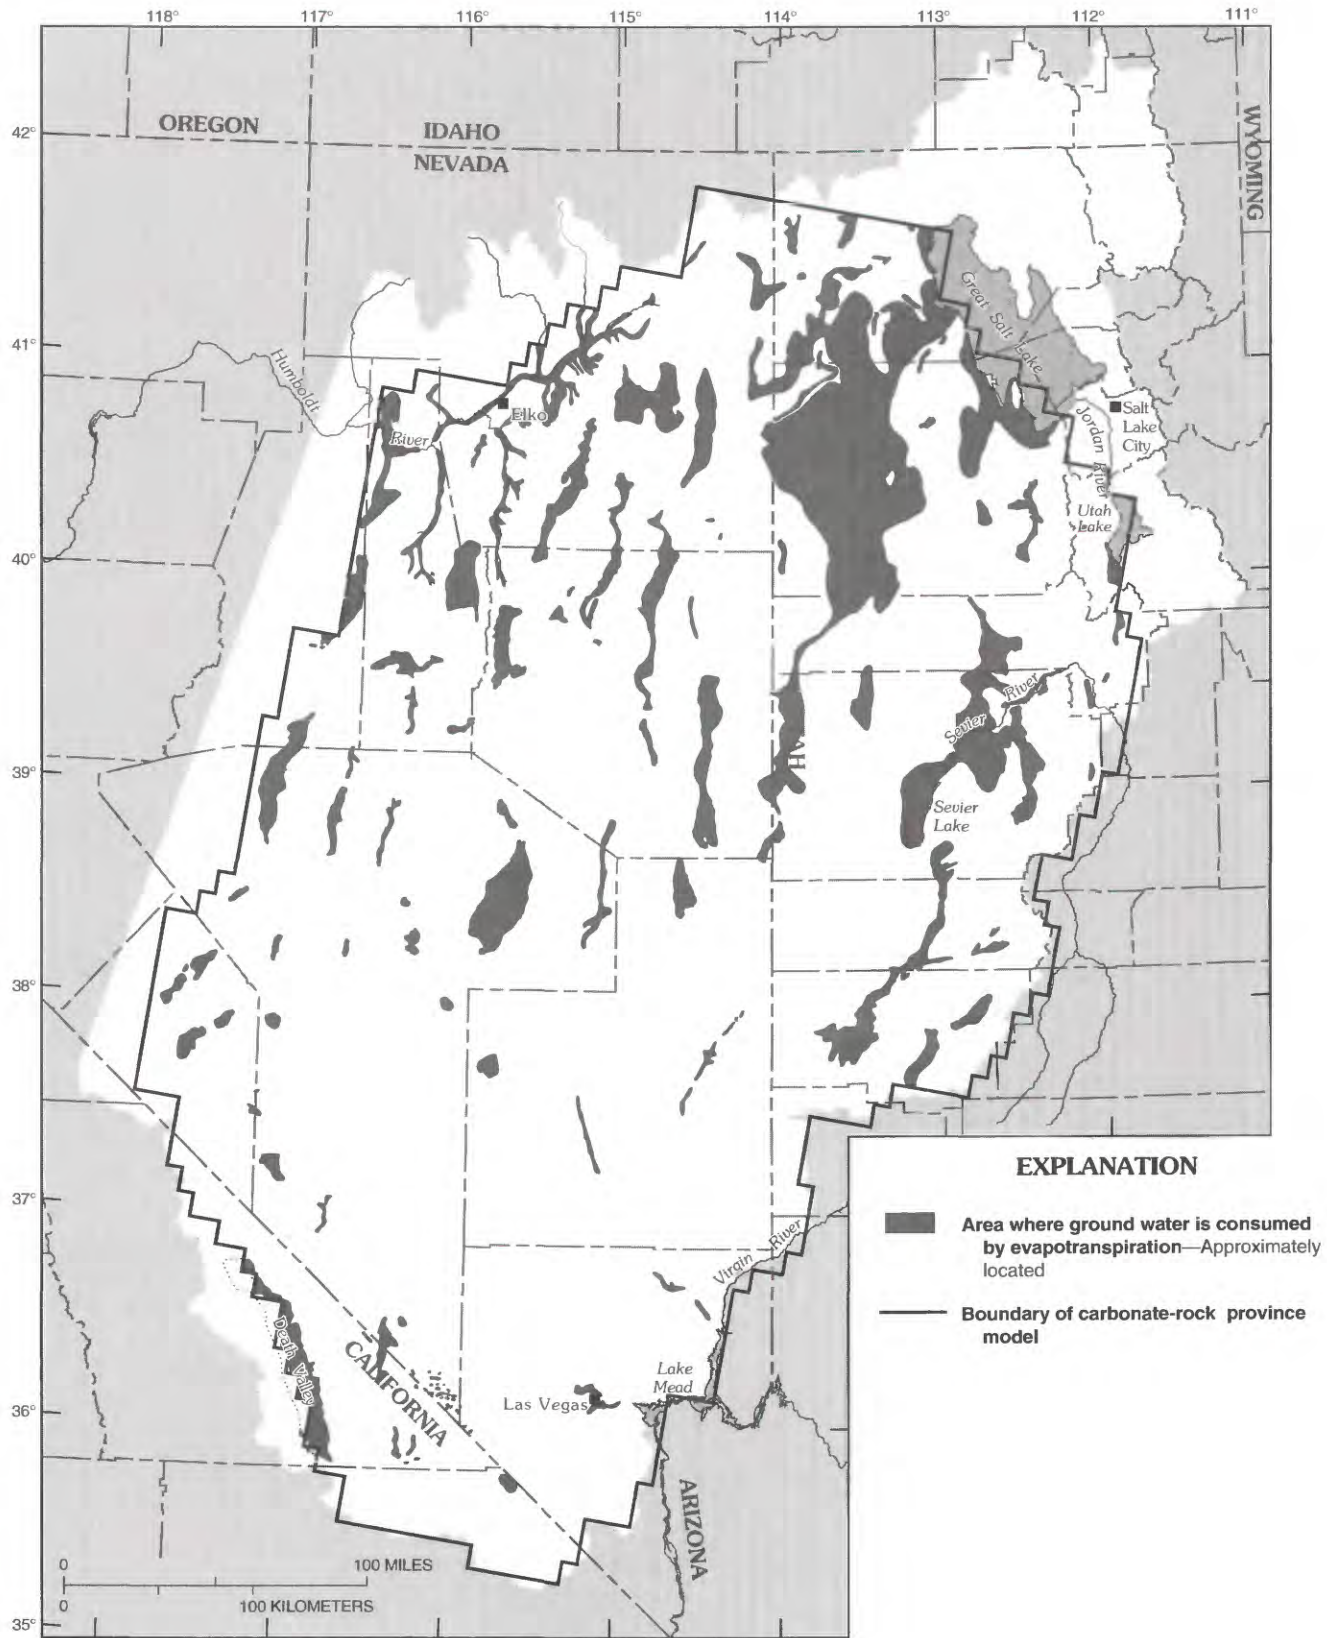 118° 117° 116° 115° 114° 113° 112° 111°
42°
OREGON
IDAHO
NEVADA
WYOMING
Great Salt Lake
41°
Humboldt
River
Elko
Salt
Lake
City
Jordan River
Utah
Lake
40°
Sevier River
39°
AH
Sevier
Lake
38°
EXPLANATION
37°
Area where ground water is consumed
by evapotranspiration—Approximately
located
Virgin River
Boundary of carbonate-rock province
model
Death Valley
CALIFORNIA
Lake
Mead
36°
Las Vegas
ARIZONA
0 100 MILES
0 100 KILOMETERS
35°